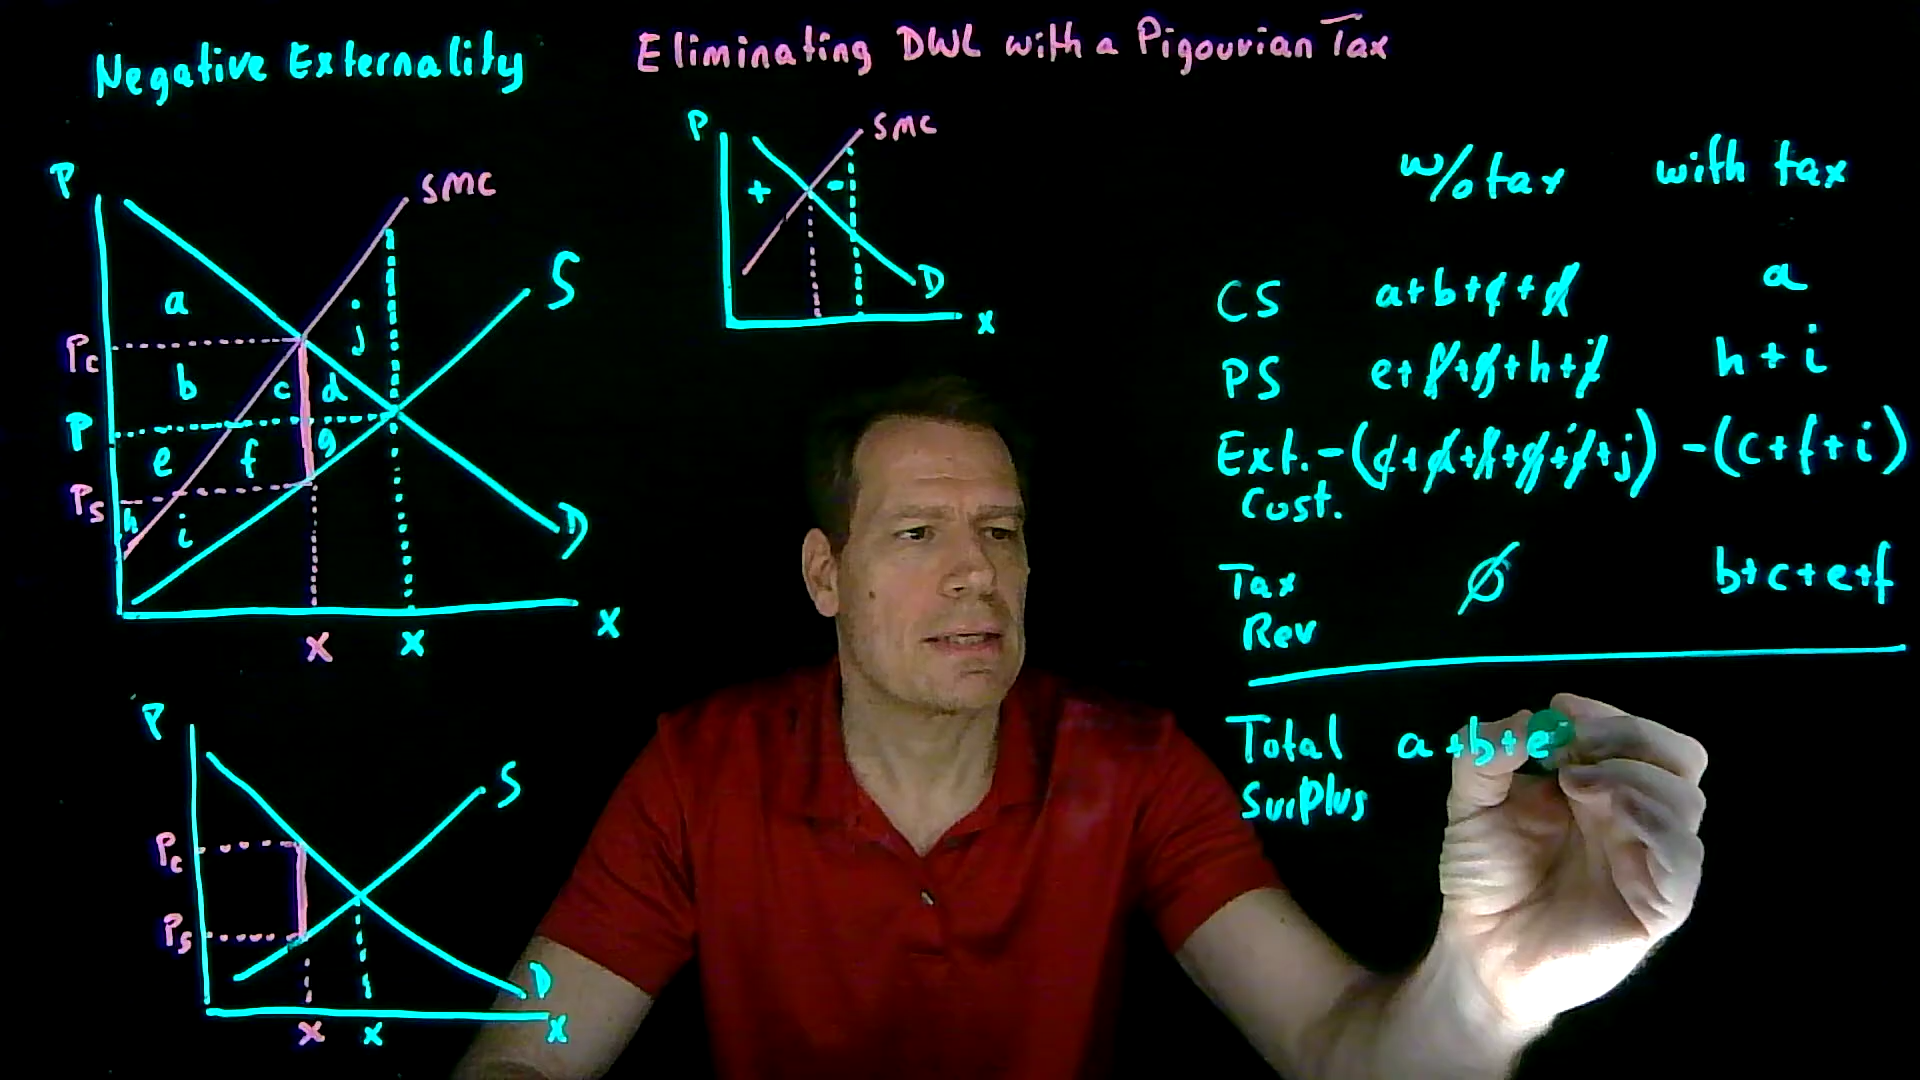 Negative Externality
Eliminating DWL with a Pigouvian Tax
P
SMC
S
a
j
Pc
b
c
d
P
e
f
g
Ps
h
i
D
x
x
x
P
SMC
+
-
D
x
P
S
Pc
Ps
D
x
x
x
w/o tax with tax
CS a+b+c+d a
PS e+f+g+h+i h+i
Ext. Cost. -(c+d+f+g+i+j) -(c+f+i)
Tax Rev ∅ b+c+e+f
Total Surplus a+b+e